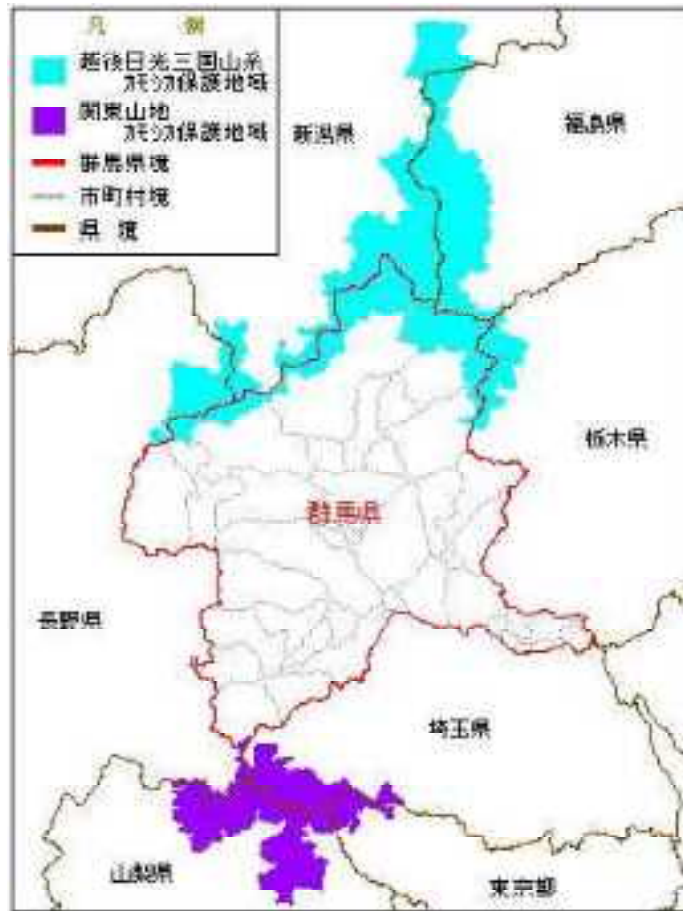 凡　例
越後日光三国山系
カモシカ保護地域
関東山地
カモシカ保護地域
群馬県境
市町村境
県　境
新潟県
福島県
栃木県
群馬県
長野県
埼玉県
山梨県
東京都